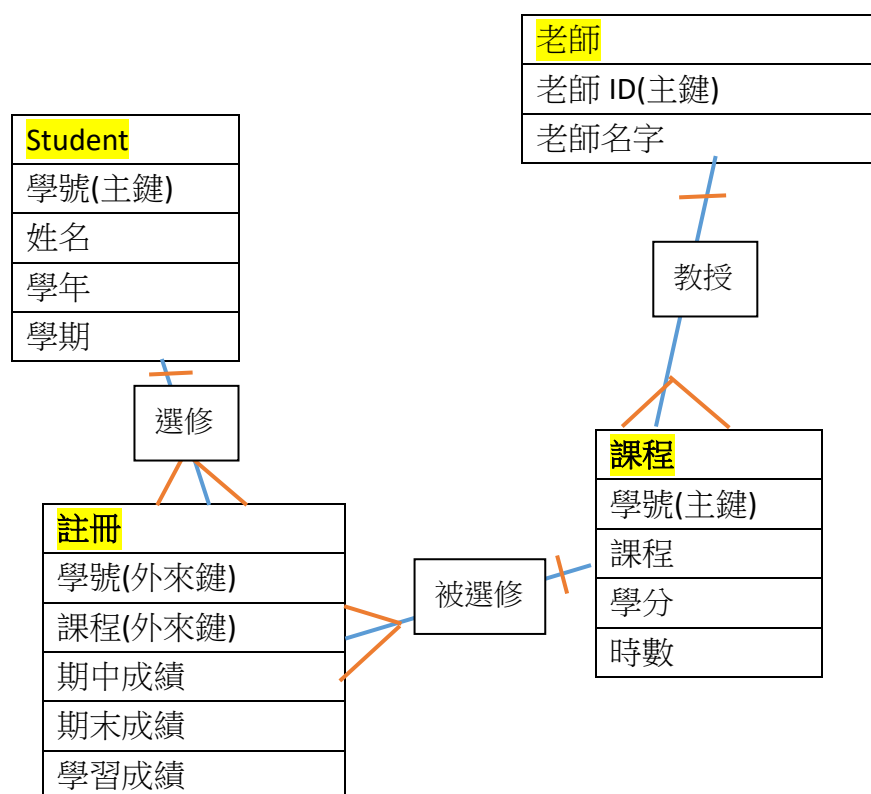 老師
老師 ID(主鍵)
老師名字
Student
學號(主鍵)
姓名
學年
學期
教授
選修
課程
學號(主鍵)
課程
學分
時數
註冊
學號(外來鍵)
課程(外來鍵)
期中成績
期末成績
學習成績
被選修